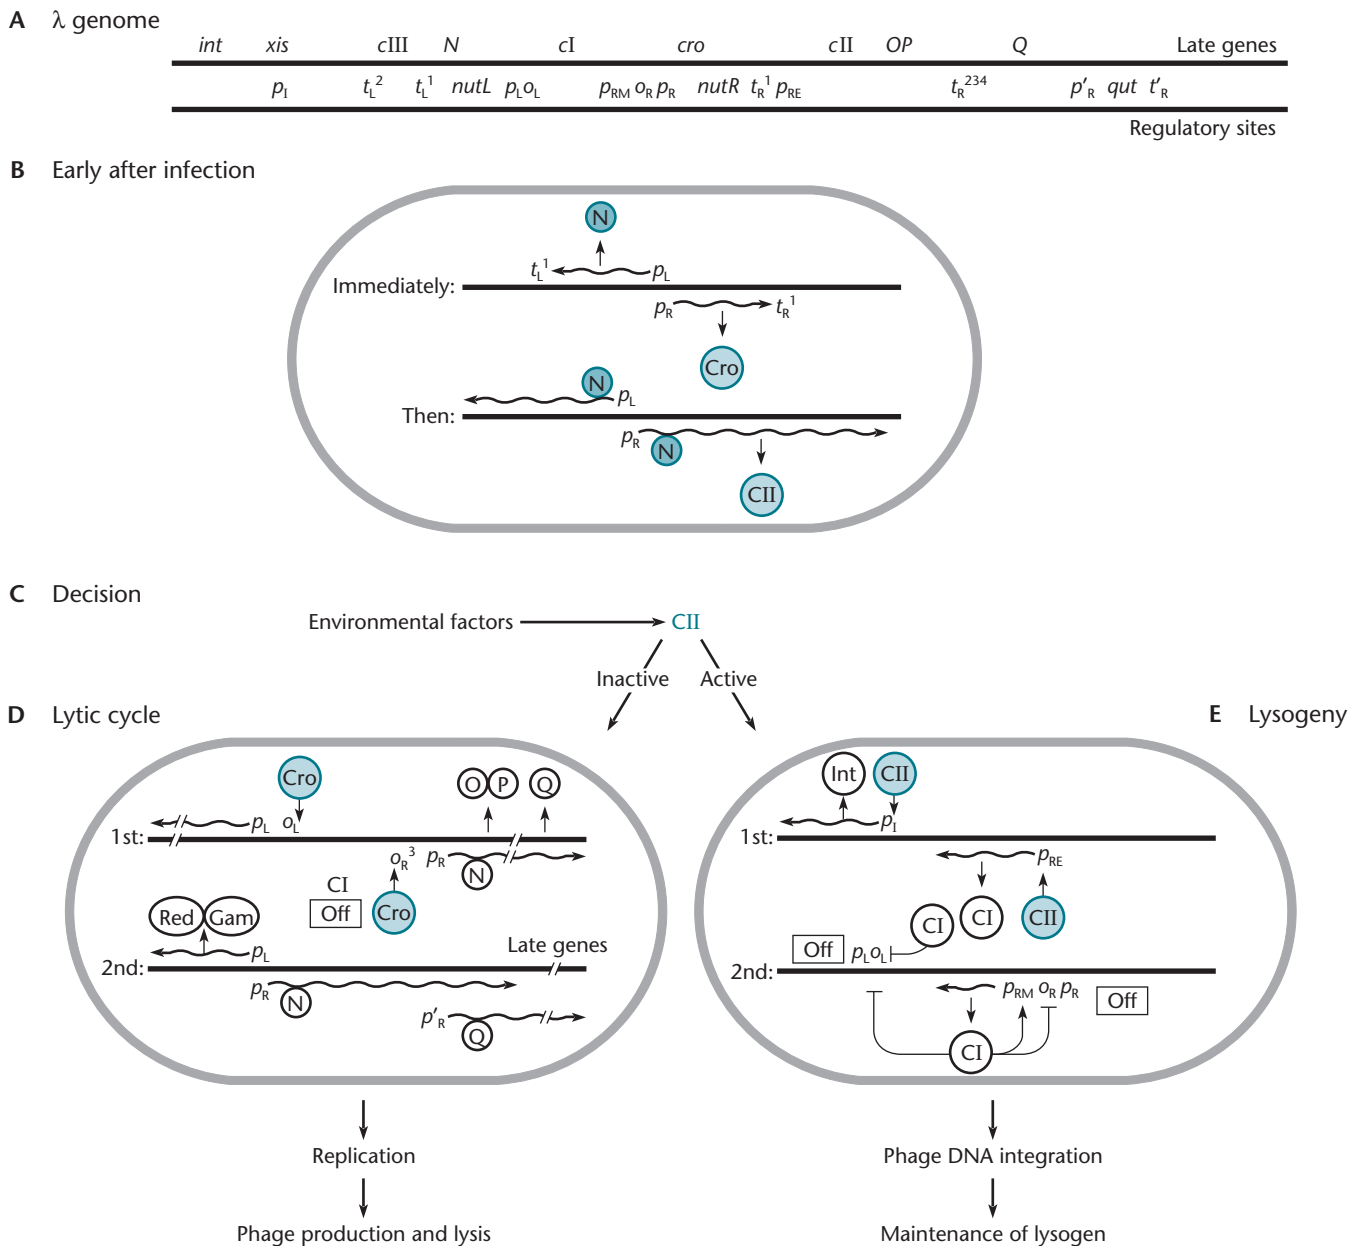 A λ genome
int xis cIII N cI cro cII OP Q Late genes
pI tL2 tL1 nutL pLoL pRM oR pR nutR tR1 pRE tR234 p′R qut t′R
Regulatory sites
B Early after infection
N
tL1 pL
Immediately:
pR tR1
Cro
N pL
Then:
pR N
CII
C Decision
Environmental factors CII
Inactive Active
D Lytic cycle
Cro O P Q
pL oL
1st:
oR3 pR N
CI
Off Cro
Red Gam
pL Late genes
2nd:
pR N
p′R Q
Replication
Phage production and lysis
E Lysogeny
Int CII
pI
1st:
pRE
CI CI CII
Off pLoL
2nd:
pRM oR pR Off
CI
Phage DNA integration
Maintenance of lysogen